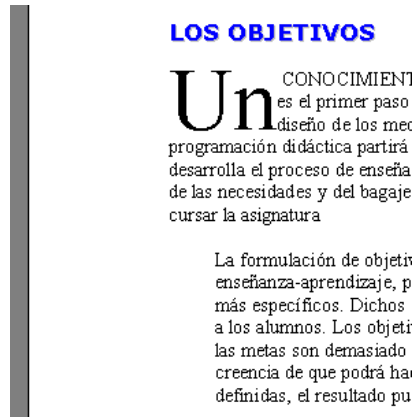 LOS OBJETIVOS
Un CONOCIMIENT
es el primer paso
diseño de los med
programación didáctica partirá
desarrolla el proceso de enseña
de las necesidades y del bagaje
cursar la asignatura
La formulación de objetiv
enseñanza-aprendizaje, p
más específicos. Dichos
a los alumnos. Los objeti
las metas son demasiado
creencia de que podrá ha
definidas, el resultado pu